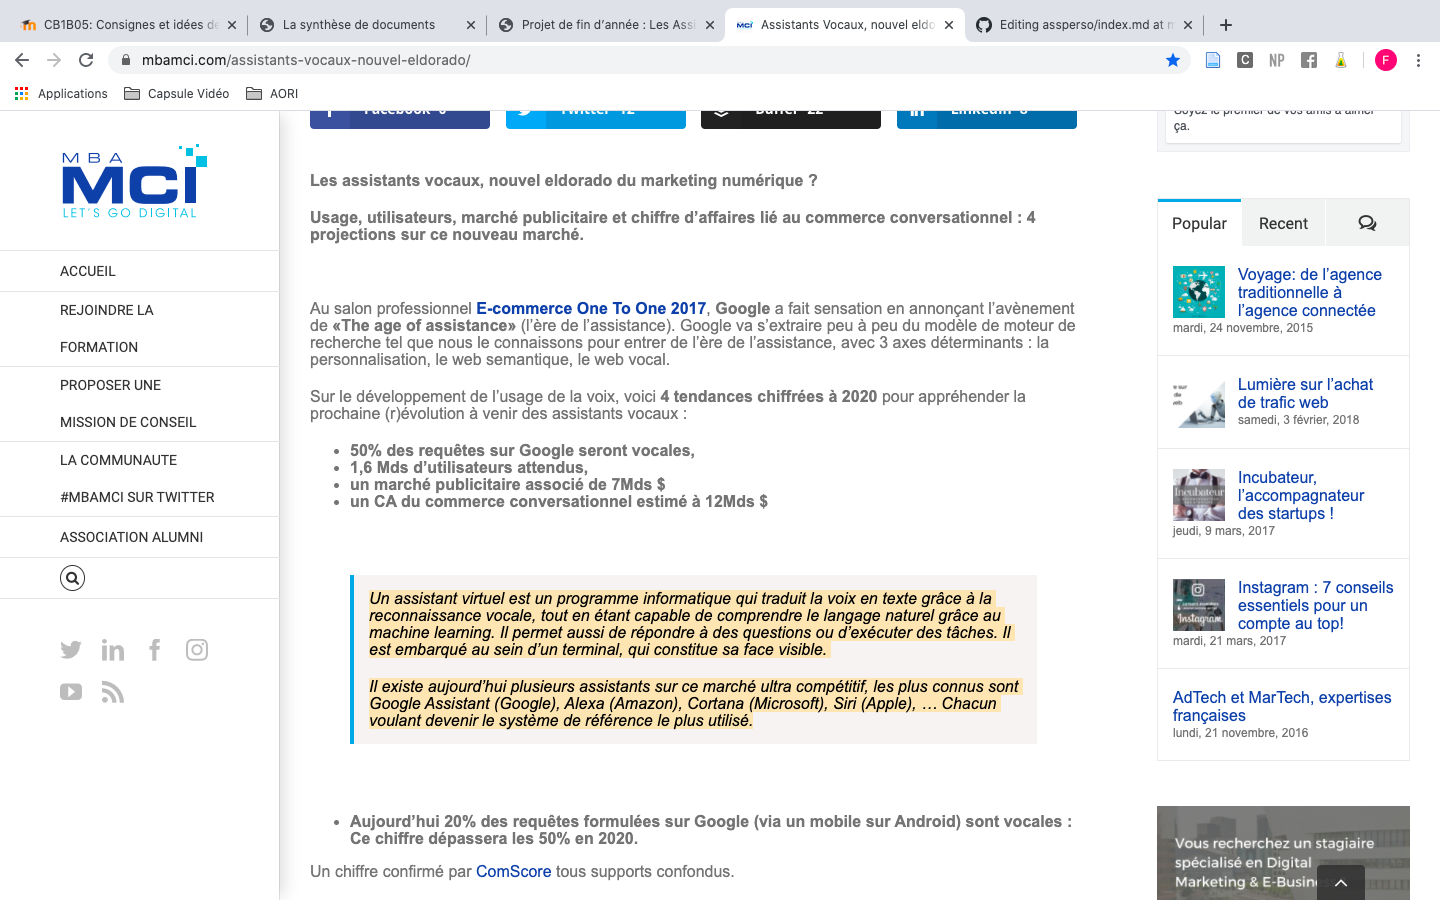 CB1B05: Consignes et idées de
La synthèse de documents
Projet de fin d'année : Les Assi
Assistants Vocaux, nouvel eldo
Editing assperso/index.md at m
mbamci.com/assistants-vocaux-nouvel-eldorado/
Applications
Capsule Vidéo
AORI
MBA
MCI
LET'S GO DIGITAL
ACCUEIL
REJOINDRE LA
FORMATION
PROPOSER UNE
MISSION DE CONSEIL
LA COMMUNAUTE
#MBAMCI SUR TWITTER
ASSOCIATION ALUMNI
Facebook
Twitter 12
Buffer 22
LinkedIn
Les assistants vocaux, nouvel eldorado du marketing numérique ?
Usage, utilisateurs, marché publicitaire et chiffre d'affaires lié au commerce conversationnel : 4
projections sur ce nouveau marché.
Au salon professionnel E-commerce One To One 2017, Google a fait sensation en annonçant l'avènement
de «The age of assistance» (l'ère de l'assistance). Google va s'extraire peu à peu du modèle de moteur de
recherche tel que nous le connaissons pour entrer de l'ère de l'assistance, avec 3 axes déterminants : la
personnalisation, le web semantique, le web vocal.
Sur le développement de l'usage de la voix, voici 4 tendances chiffrées à 2020 pour appréhender la
prochaine (r)évolution à venir des assistants vocaux :
• 50% des requêtes sur Google seront vocales,
• 1,6 Mds d'utilisateurs attendus,
• un marché publicitaire associé de 7Mds $
• un CA du commerce conversationnel estimé à 12Mds $
Un assistant virtuel est un programme informatique qui traduit la voix en texte grâce à la
reconnaissance vocale, tout en étant capable de comprendre le langage naturel grâce au
machine learning. Il permet aussi de répondre à des questions ou d'exécuter des tâches. Il
est embarqué au sein d'un terminal, qui constitue sa face visible.
Il existe aujourd'hui plusieurs assistants sur ce marché ultra compétitif, les plus connus sont
Google Assistant (Google), Alexa (Amazon), Cortana (Microsoft), Siri (Apple), … Chacun
voulant devenir le système de référence le plus utilisé.
• Aujourd'hui 20% des requêtes formulées sur Google (via un mobile sur Android) sont vocales :
Ce chiffre dépassera les 50% en 2020.
Un chiffre confirmé par ComScore tous supports confondus.
Soyez le premier de vos amis à aimer
ça.
Popular
Recent
Voyage: de l'agence
traditionnelle à
l'agence connectée
mardi, 24 novembre, 2015
Lumière sur l'achat
de trafic web
samedi, 3 février, 2018
Incubateur
Incubateur,
l'accompagnateur
des startups !
jeudi, 9 mars, 2017
Instagram
Instagram : 7 conseils
essentiels pour un
compte au top!
mardi, 21 mars, 2017
AdTech et MarTech, expertises
françaises
lundi, 21 novembre, 2016
Vous recherchez un stagiaire
spécialisé en Digital
Marketing & E-Busin